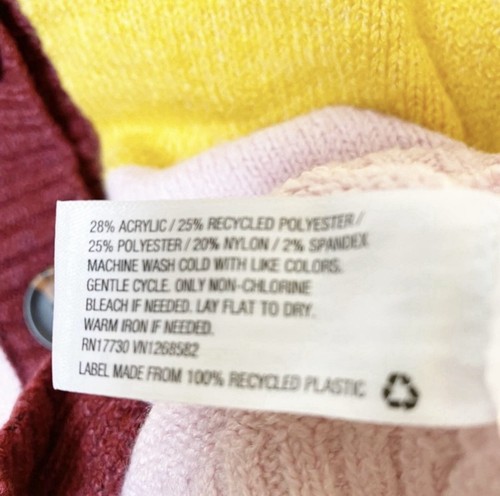 28% ACRYLIC / 25% RECYCLED POLYESTER /
25% POLYESTER / 20% NYLON / 2% SPANDEX
MACHINE WASH COLD WITH LIKE COLORS.
GENTLE CYCLE. ONLY NON-CHLORINE
BLEACH IF NEEDED. LAY FLAT TO DRY.
WARM IRON IF NEEDED.
RN17730 VN1268582
LABEL MADE FROM 100% RECYCLED PLASTIC